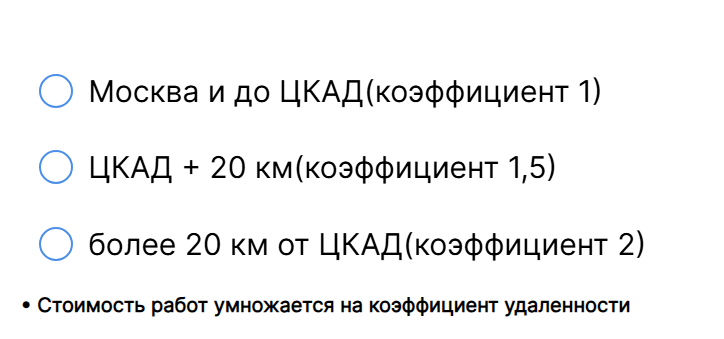 Москва и до ЦКАД(коэффициент 1)
ЦКАД + 20 км(коэффициент 1,5)
более 20 км от ЦКАД(коэффициент 2)
• Стоимость работ умножается на коэффициент удаленности